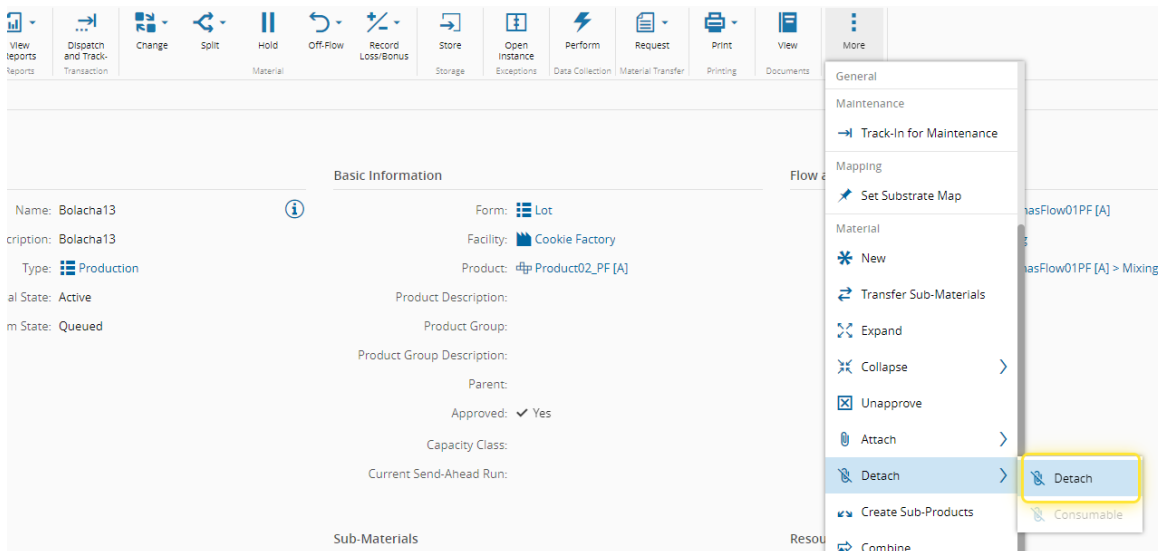 View Reports
Dispatch and Track-
Change
Split
Hold
Off-Flow
Record Loss/Bonus
Store
Open Instance
Perform
Request
Print
View
More
Reports
Transaction
Material
Storage
Exceptions
Data Collection
Material Transfer
Printing
Documents
General
Maintenance
Track-In for Maintenance
Mapping
Set Substrate Map
Material
New
Transfer Sub-Materials
Expand
Collapse
Unapprove
Attach
Detach
Create Sub-Products
Combine
Detach
Consumable
Name: Bolacha13
cription: Bolacha13
Type: Production
al State: Active
m State: Queued
Basic Information
Form: Lot
Facility: Cookie Factory
Product: Product02_PF [A]
Product Description:
Product Group:
Product Group Description:
Parent:
Approved: Yes
Capacity Class:
Current Send-Ahead Run:
Sub-Materials
Flow a
nasFlow01PF [A]
nasFlow01PF [A] > Mixing
Resou